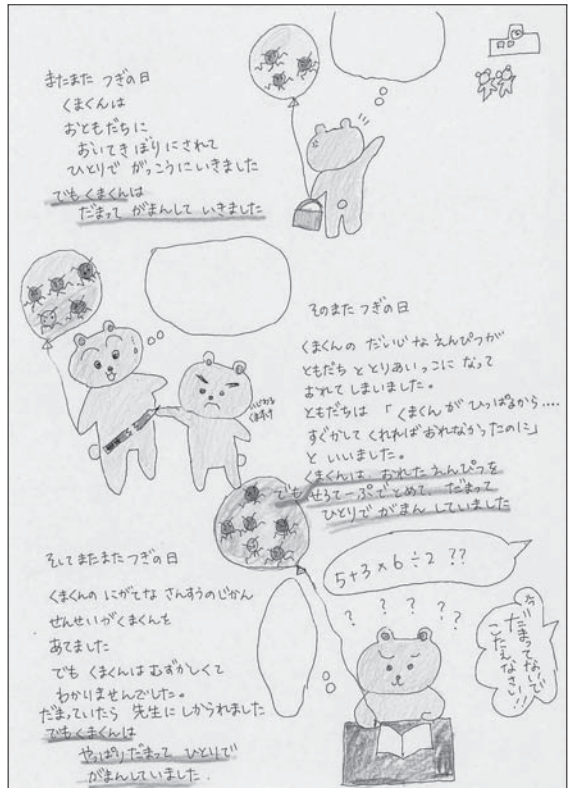 またまた つぎの日
くまくんは
おともだちに
おいてきぼりにされて
ひとりで がっこうにいきました
でもくまくんは
だまって がまんして いきました
そのまた つぎの日
くまくんの だいじな えんぴつが
ともだち ととりあいっこに なって
おれて しまいました。
ともだちは 「くまくん が ひっぱるから....
すぐかして くれれば おれなかったのに」
と いいました。
くまくんは おれた えんぴつを
でも せろてーぷで とめて、だまって
ひとりで がまん していました
いじわる
そして またまた つぎの日
くまくんの にがてな さんすうの じかん
せんせいが くまくんを
あてました
でも くまくんは むずかしくて
わかりませんでした。
だまっていたら 先生に しかられました
でもくまくんは
やっぱり だまって ひとりで
がまんしていました.
5+3×6÷2 ??
? ? ? ? ? ?
だまってないで
こたえなさい!!